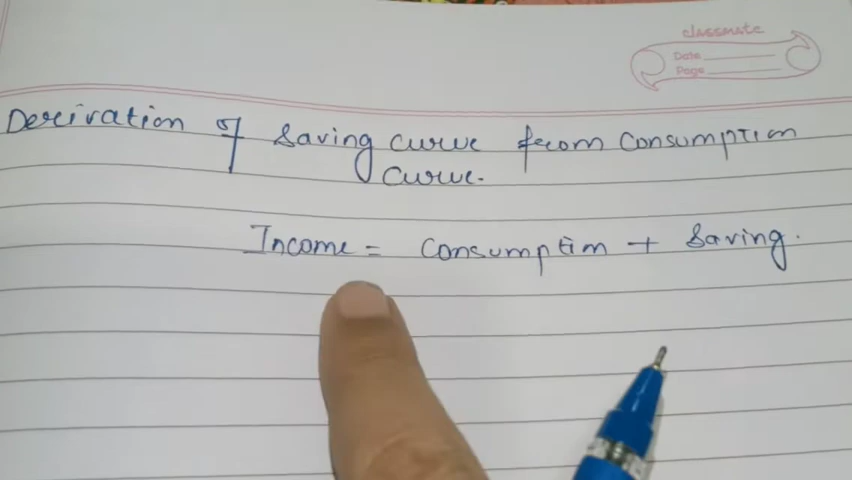 classmate
Date
Page
Derivation of Saving curve from consumption
curve.
Income = Consumption + Saving.